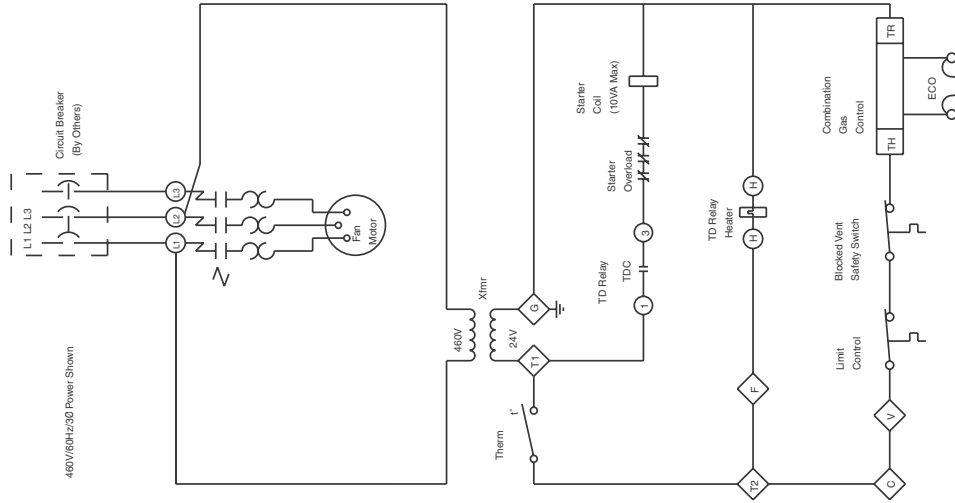 460V/60Hz/3Ø Power Shown
L1 L2 L3
Circuit Breaker
(By Others)
L1
L2
L3
Fan
Motor
460V
Xfmr
24V
T1
G
Therm
t°
TD Relay
1
TDC
3
Starter
Overload
Starter
Coil
(10VA Max)
T2
F
TD Relay
Heater
H
H
C
V
Limit
Control
Blocked Vent
Safety Switch
Combination
Gas
Control
TH
TR
ECO